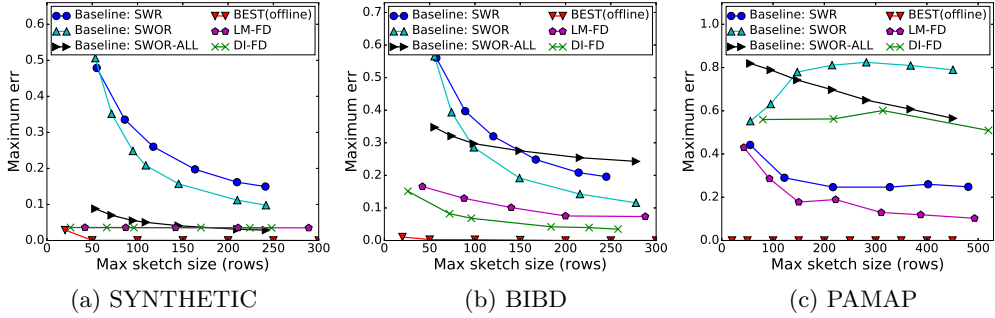 Baseline: SWR
Baseline: SWOR
Baseline: SWOR-ALL
BEST(offline)
LM-FD
DI-FD
Maximum err
0.6
0.5
0.4
0.3
0.2
0.1
0.0
0 50 100 150 200 250 300
Max sketch size (rows)
(a) SYNTHETIC
Baseline: SWR
Baseline: SWOR
Baseline: SWOR-ALL
BEST(offline)
LM-FD
DI-FD
Maximum err
0.7
0.6
0.5
0.4
0.3
0.2
0.1
0.0
0 50 100 150 200 250 300
Max sketch size (rows)
(b) BIBD
Baseline: SWR
Baseline: SWOR
Baseline: SWOR-ALL
BEST(offline)
LM-FD
DI-FD
Maximum err
1.0
0.8
0.6
0.4
0.2
0.0
0 100 200 300 400 500
Max sketch size (rows)
(c) PAMAP